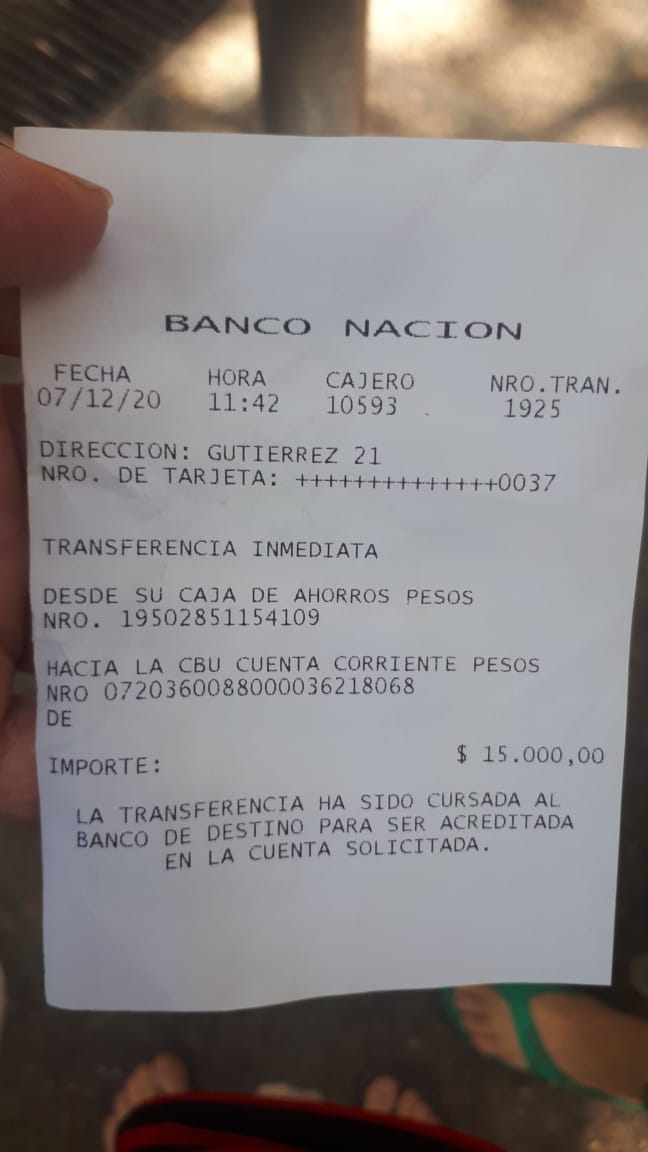 BANCO NACION
FECHA HORA CAJERO NRO.TRAN.
07/12/20 11:42 10593 1925
DIRECCION: GUTIERREZ 21
NRO. DE TARJETA: ++++++++++++++0037
TRANSFERENCIA INMEDIATA
DESDE SU CAJA DE AHORROS PESOS
NRO. 19502851154109
HACIA LA CBU CUENTA CORRIENTE PESOS
NRO 0720360088000036218068
DE
IMPORTE: $ 15.000,00
LA TRANSFERENCIA HA SIDO CURSADA AL
BANCO DE DESTINO PARA SER ACREDITADA
EN LA CUENTA SOLICITADA.